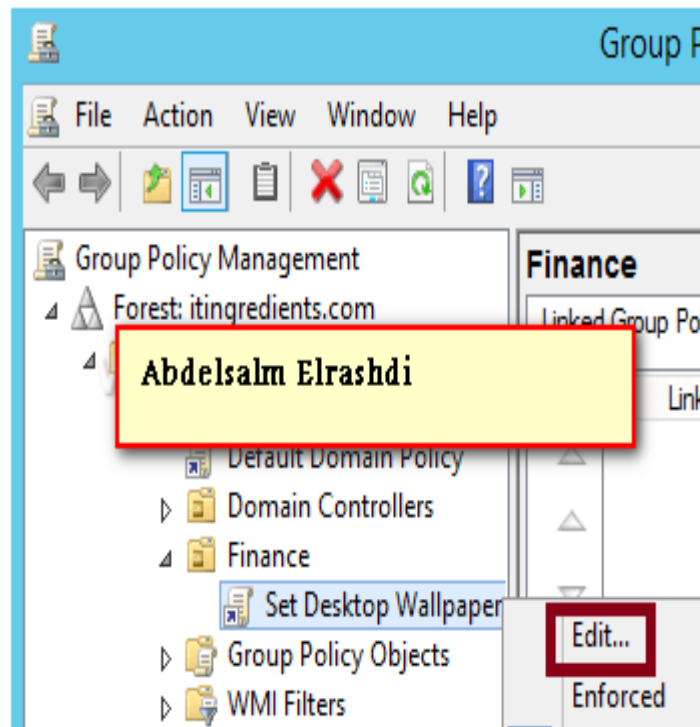 Group P
File Action View Window Help
Group Policy Management
Forest: itingredients.com
Abdelsalm Elrashdi
Default Domain Policy
Domain Controllers
Finance
Set Desktop Wallpaper
Group Policy Objects
WMI Filters
Finance
Linked Group Po
Link
Edit...
Enforced